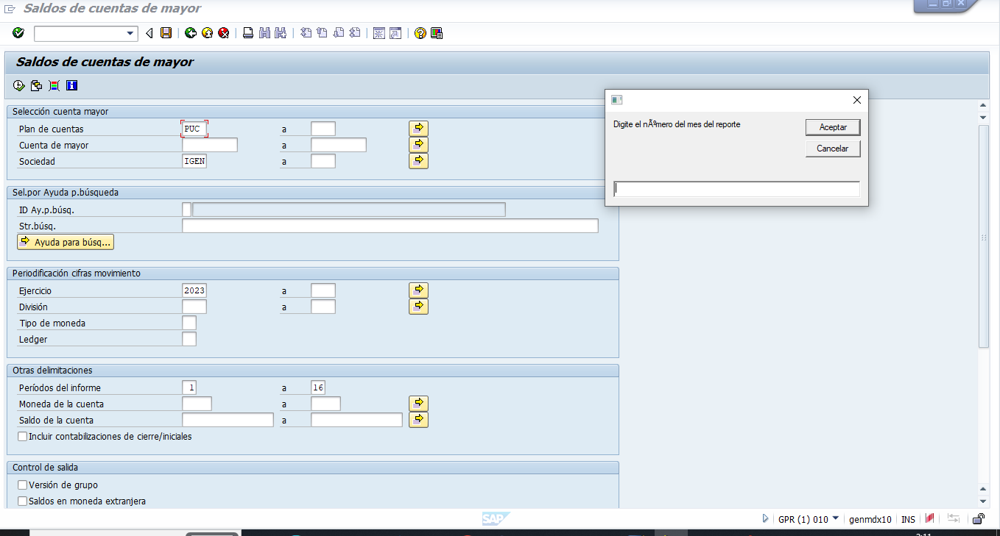 Saldos de cuentas de mayor
Saldos de cuentas de mayor
Selección cuenta mayor
Plan de cuentas PUC a
Cuenta de mayor a
Sociedad IGEN a
Sel.por Ayuda p.búsqueda
ID Ay.p.búsq.
Str.búsq.
Ayuda para búsq...
Periodificación cifras movimiento
Ejercicio 2023 a
División a
Tipo de moneda
Ledger
Otras delimitaciones
Períodos del informe 1 a 16
Moneda de la cuenta a
Saldo de la cuenta a
Incluir contabilizaciones de cierre/iniciales
Control de salida
Versión de grupo
Saldos en moneda extranjera
Digite el nÃºmero del mes del reporte
Aceptar
Cancelar
SAP
GPR (1) 010 genmdx10 INS